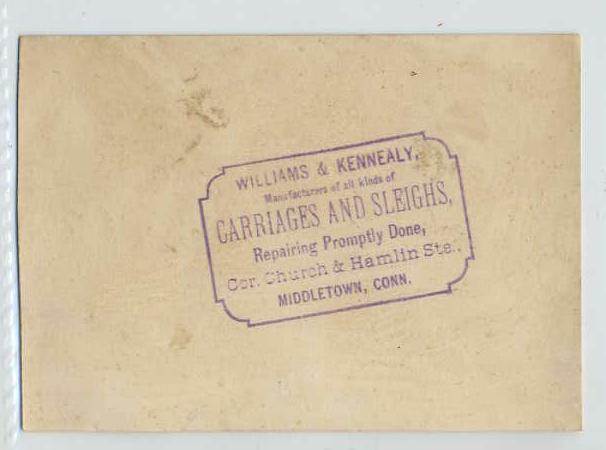 WILLIAMS & KENNEALY,
Manufacturers of all kinds of
CARRIAGES AND SLEIGHS,
Repairing Promptly Done,
Cor. Church & Hamlin Sts.,
MIDDLETOWN, CONN.